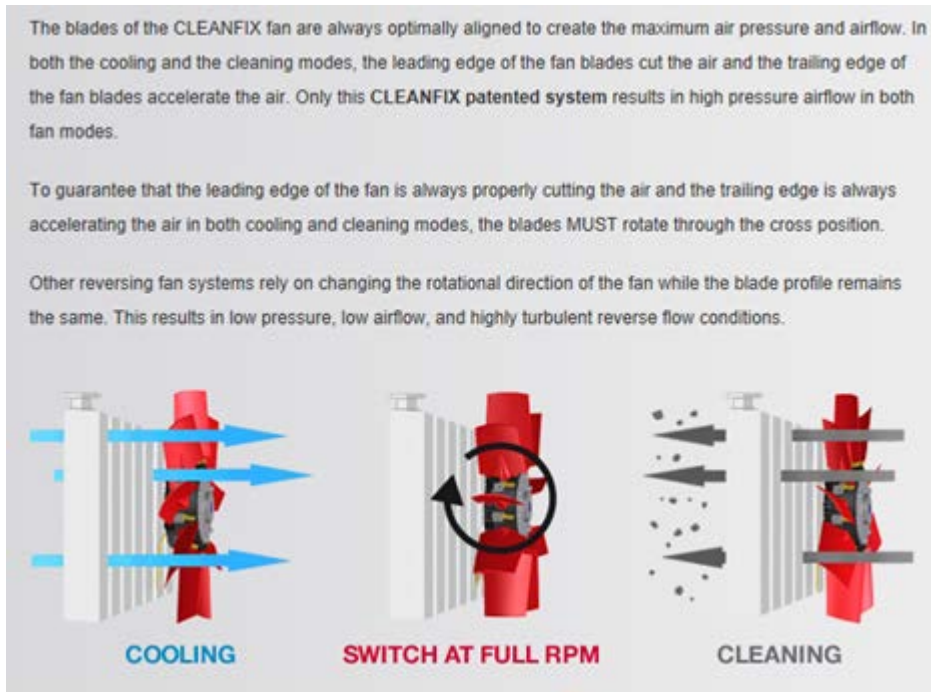 The blades of the CLEANFIX fan are always optimally aligned to create the maximum air pressure and airflow. In
both the cooling and the cleaning modes, the leading edge of the fan blades cut the air and the trailing edge of
the fan blades accelerate the air. Only this CLEANFIX patented system results in high pressure airflow in both
fan modes.
To guarantee that the leading edge of the fan is always properly cutting the air and the trailing edge is always
accelerating the air in both cooling and cleaning modes, the blades MUST rotate through the cross position.
Other reversing fan systems rely on changing the rotational direction of the fan while the blade profile remains
the same. This results in low pressure, low airflow, and highly turbulent reverse flow conditions.
COOLING
SWITCH AT FULL RPM
CLEANING